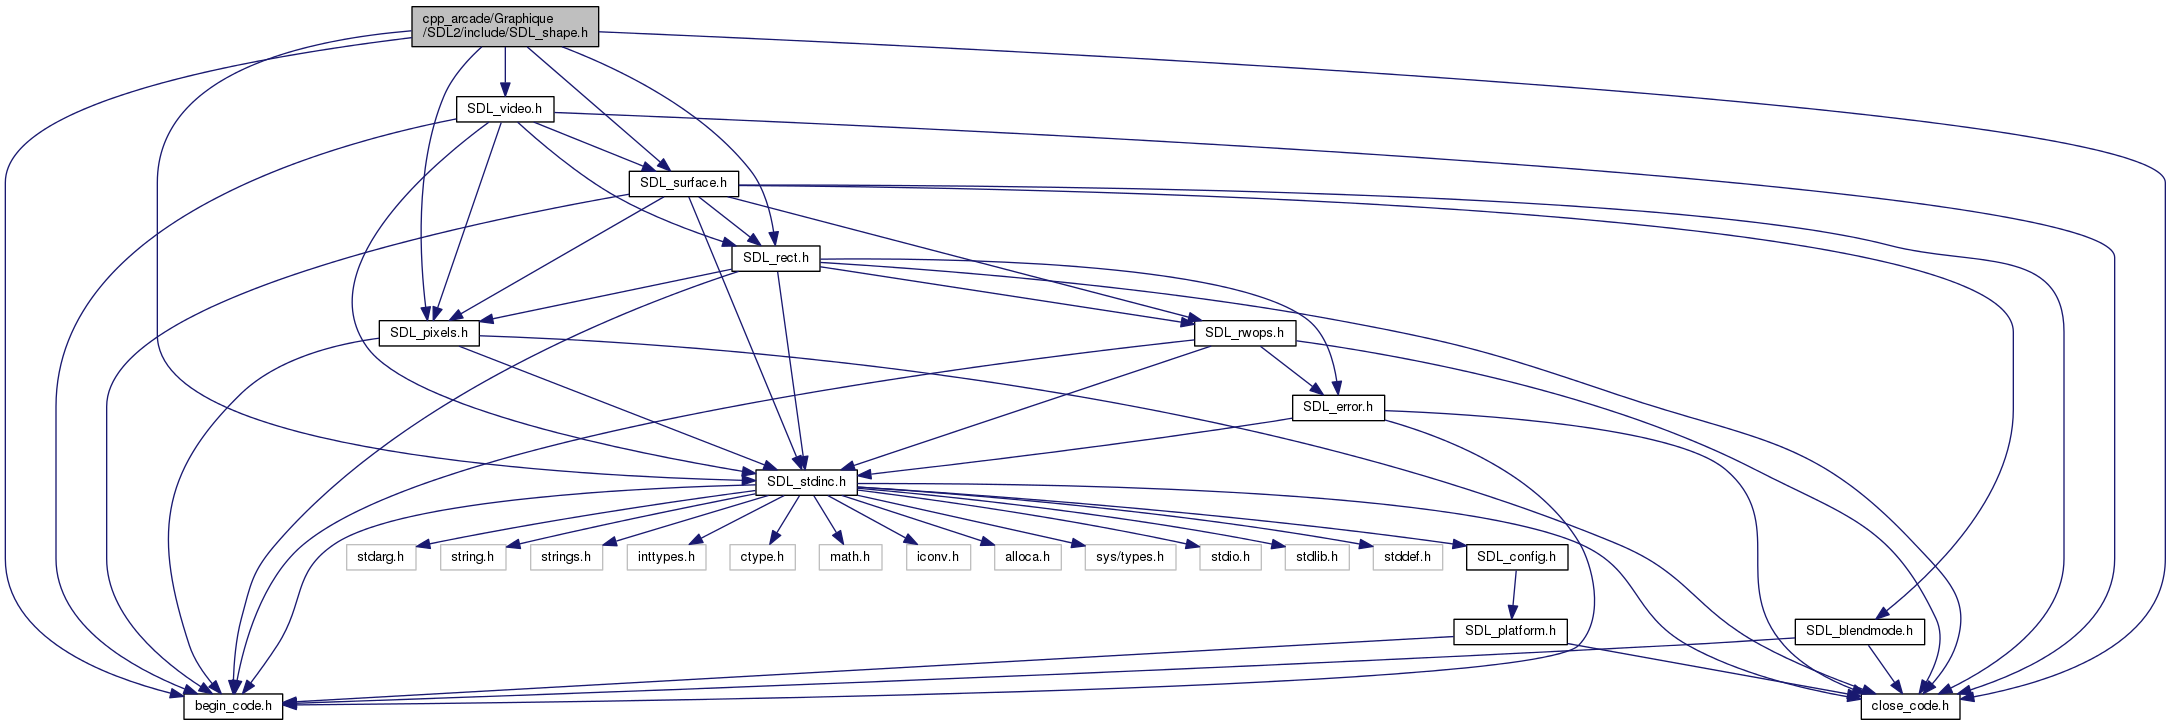 cpp_arcade/Graphique
/SDL2/include/SDL_shape.h
SDL_video.h
SDL_surface.h
SDL_rect.h
SDL_pixels.h
SDL_rwops.h
SDL_error.h
SDL_stdinc.h
stdarg.h
string.h
strings.h
inttypes.h
ctype.h
math.h
iconv.h
alloca.h
sys/types.h
stdio.h
stdlib.h
stddef.h
SDL_config.h
SDL_platform.h
SDL_blendmode.h
begin_code.h
close_code.h